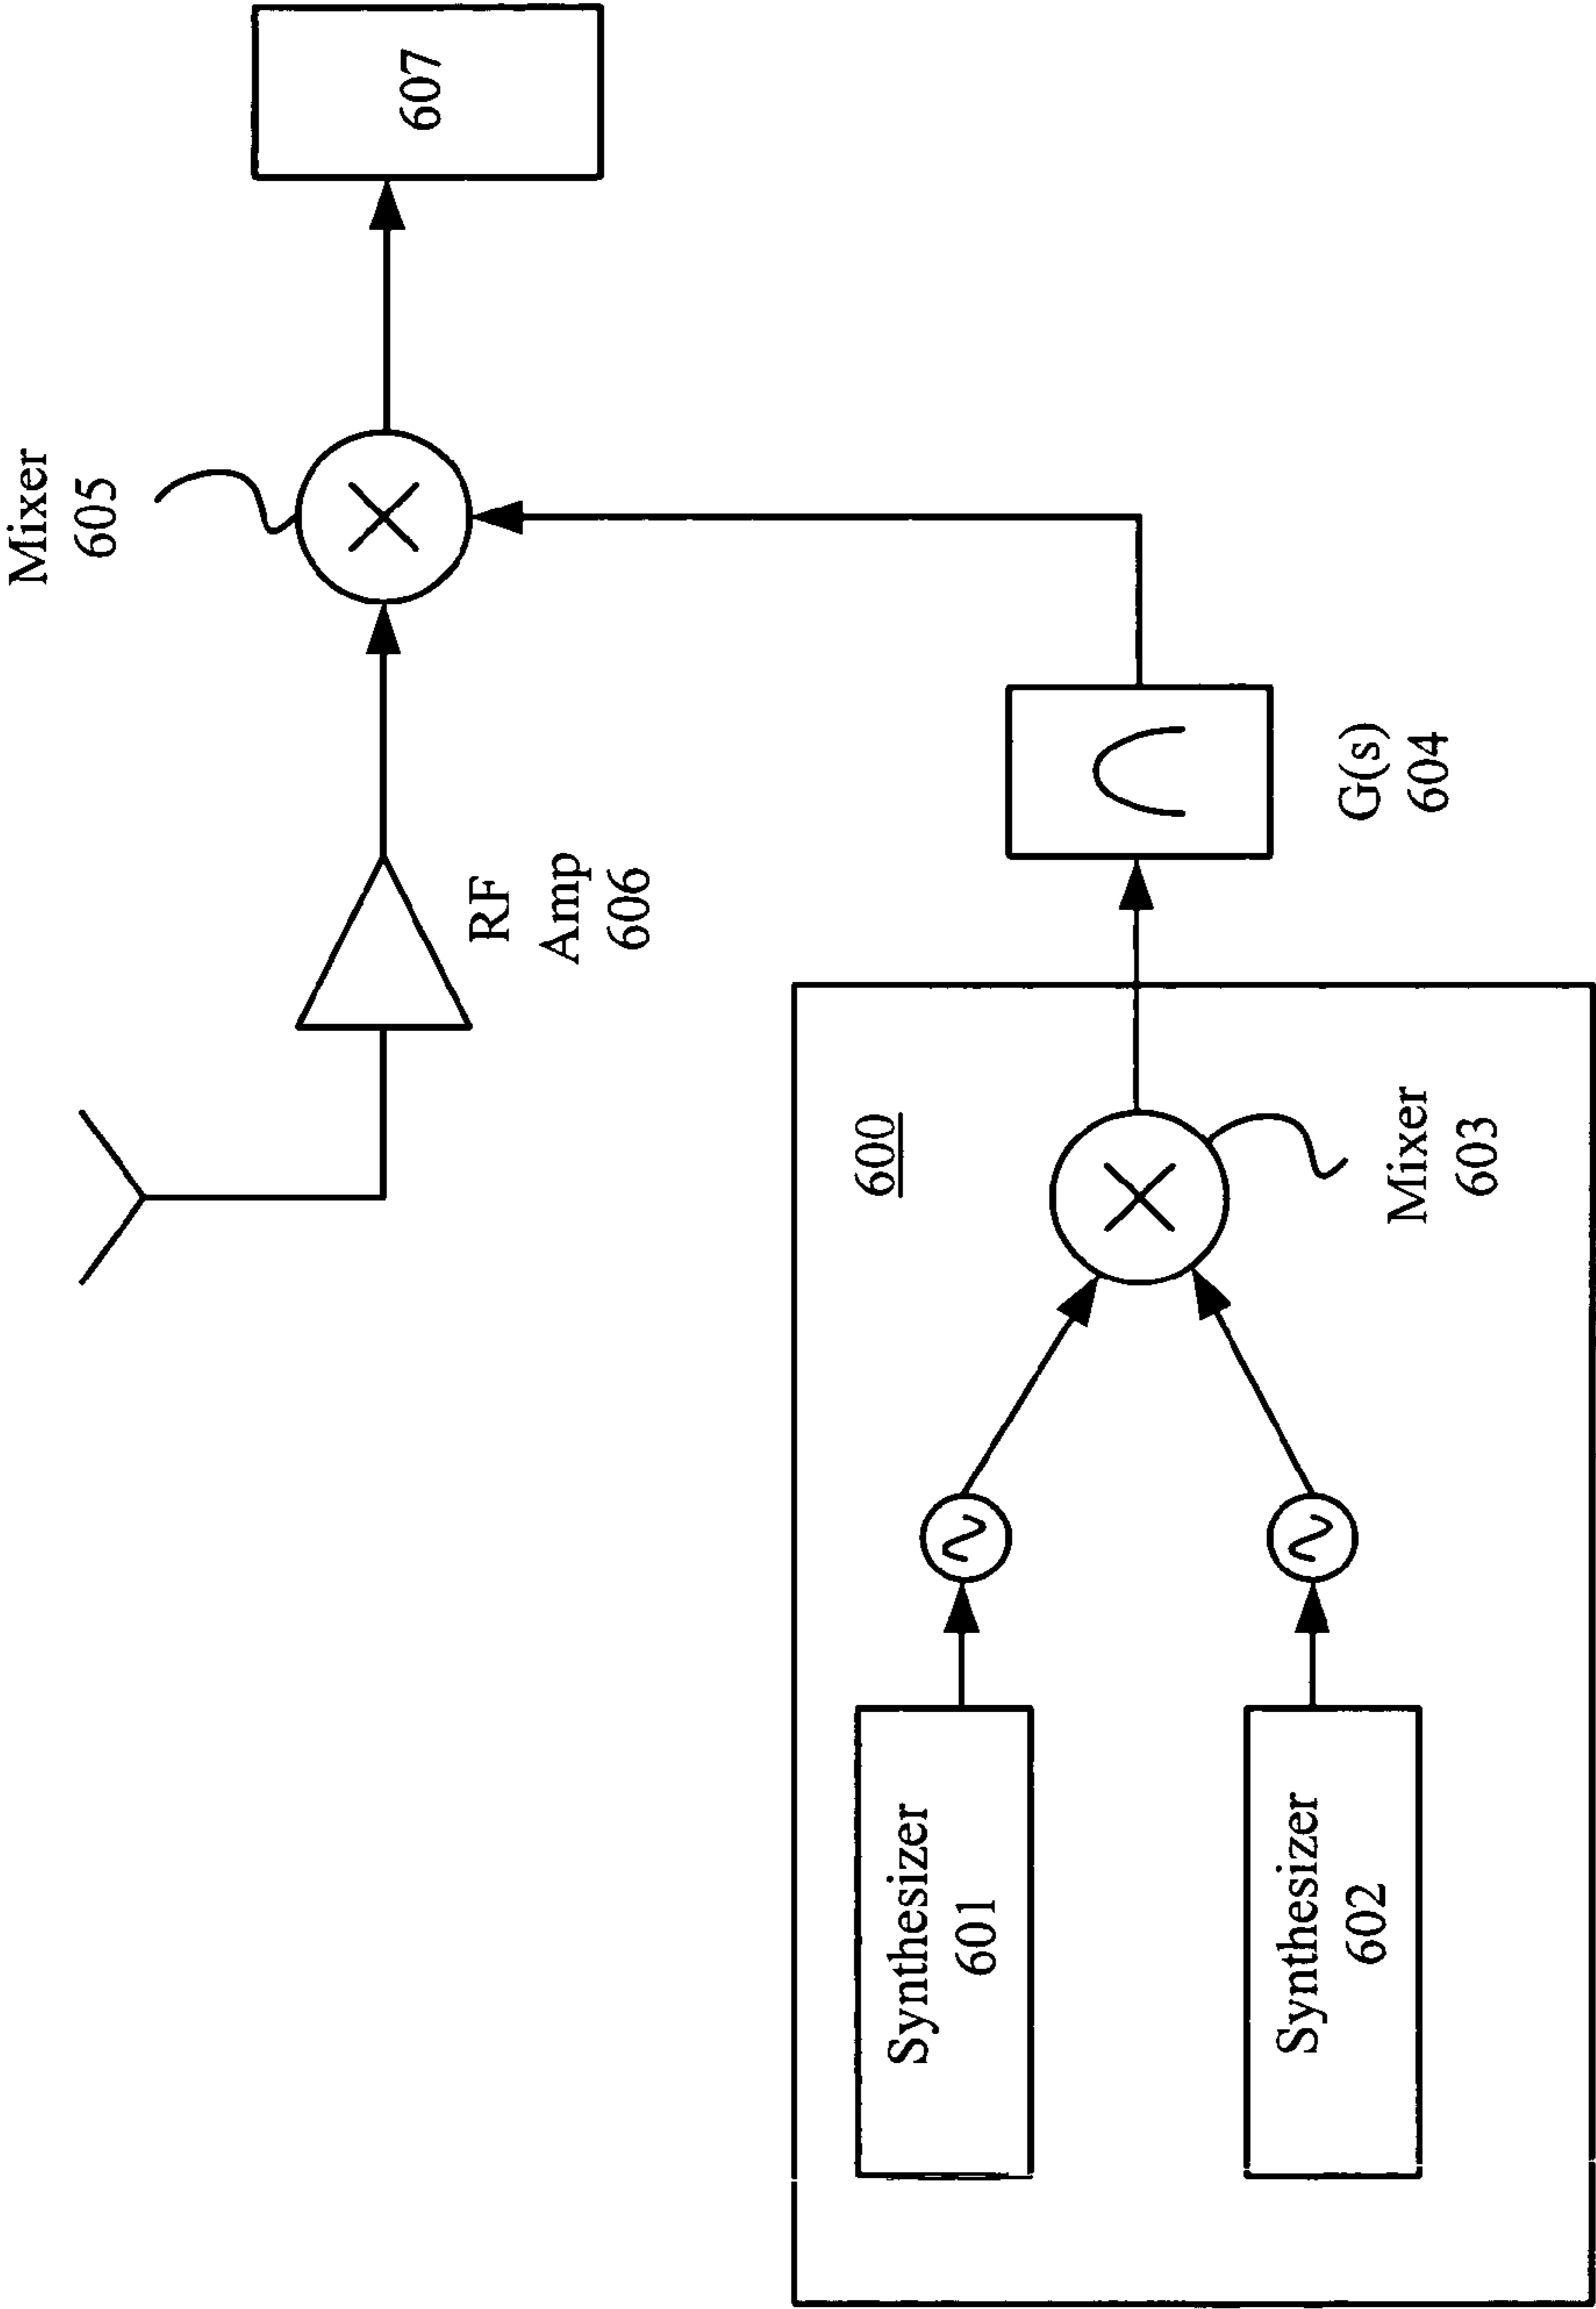 Mixer
605
607
RF
Amp
606
600
G(s)
604
Synthesizer
601
Mixer
603
Synthesizer
602